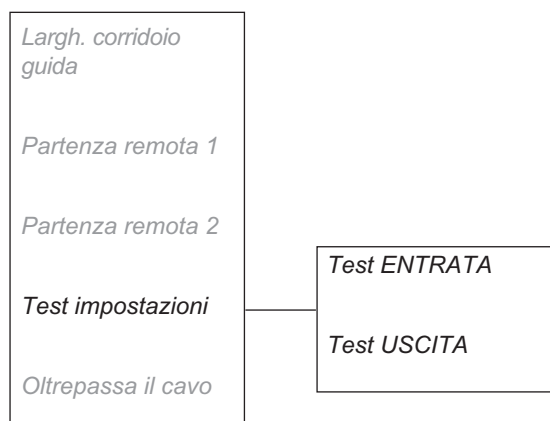 Largh. corridoio
guida
Partenza remota 1
Partenza remota 2
Test impostazioni
Oltrepassa il cavo
Test ENTRATA
Test USCITA